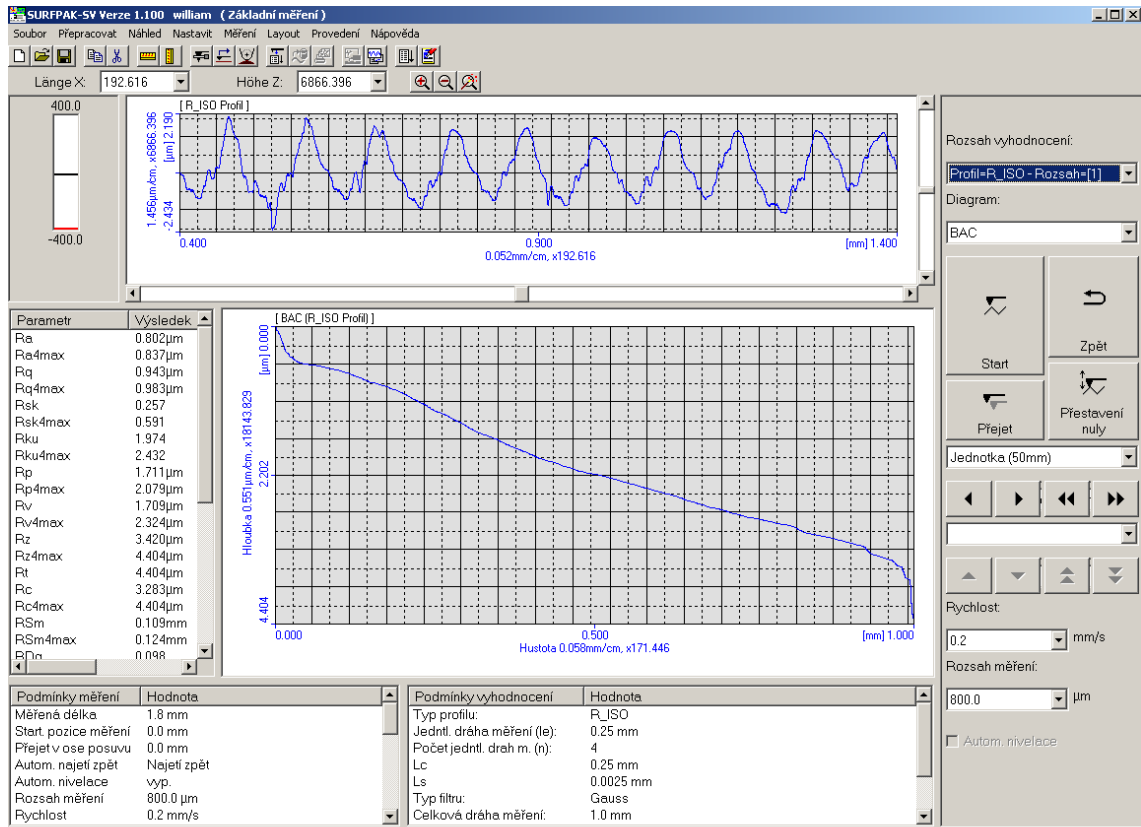 SURFPAK-SV Verze 1.100 william ( Základní měření )
Soubor Přepracovat Náhled Nastavit Měření Layout Provedení Nápověda
Länge X: 192.616 Höhe Z: 6866.396
400.0
-400.0
[ R_ISO Profil ]
1.456µm/cm, x6866.396
-2.434 [µm] 2.190
0.400 0.900 [mm] 1.400
0.052mm/cm, x192.616
Parametr Výsledek
Ra 0.802µm
Ra4max 0.837µm
Rq 0.943µm
Rq4max 0.983µm
Rsk 0.257
Rsk4max 0.591
Rku 1.974
Rku4max 2.432
Rp 1.711µm
Rp4max 2.079µm
Rv 1.709µm
Rv4max 2.324µm
Rz 3.420µm
Rz4max 4.404µm
Rt 4.404µm
Rc 3.283µm
Rc4max 4.404µm
RSm 0.109mm
RSm4max 0.124mm
RDq 0.098
[ BAC (R_ISO Profil) ]
Hloubka 0.551µm/cm, x18143.829
4.404 2.202 [µm] 0.000
0.000 0.500 [mm] 1.000
Hustota 0.058mm/cm, x171.446
Podmínky měření Hodnota
Měřená délka 1.8 mm
Start. pozice měření 0.0 mm
Přejet v ose posuvu 0.0 mm
Autom. najetí zpět Najetí zpět
Autom. nivelace vyp.
Rozsah měření 800.0 µm
Rychlost 0.2 mm/s
Podmínky vyhodnocení Hodnota
Typ profilu: R_ISO
Jedntl. dráha měření (le): 0.25 mm
Počet jedntl. drah m. (n): 4
Lc 0.25 mm
Ls 0.0025 mm
Typ filtru: Gauss
Celková dráha měření: 1.0 mm
Rozsah vyhodnocení:
Profil=R_ISO - Rozsah=[1]
Diagram:
BAC
Start
Zpět
Přejet
Přestavení
nuly
Jednotka (50mm)
Rychlost:
0.2 mm/s
Rozsah měření:
800.0 µm
Autom. nivelace